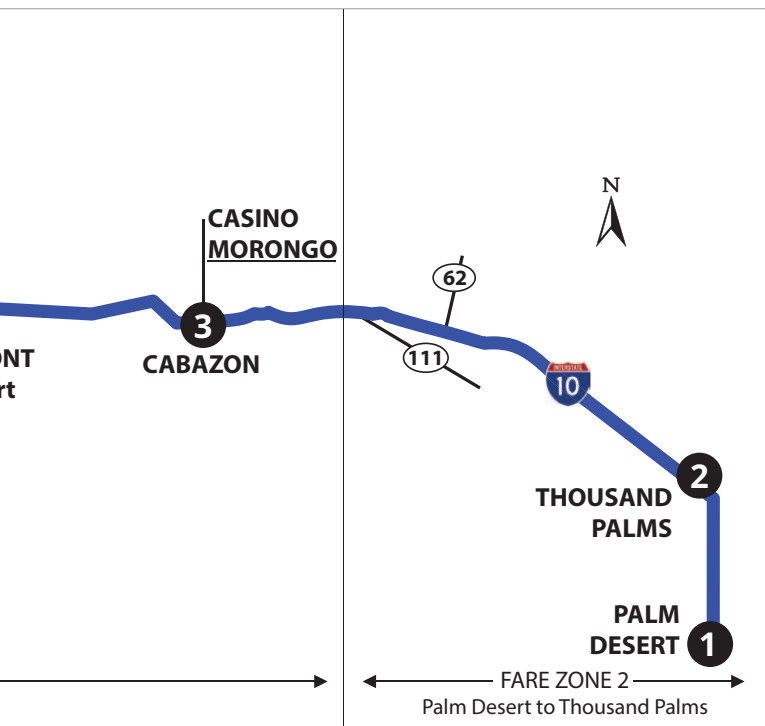 N
CASINO
MORONGO
62
3
CABAZON
ONT
rt
111
INTERSTATE
10
2
THOUSAND
PALMS
PALM
DESERT
1
FARE ZONE 2
Palm Desert to Thousand Palms